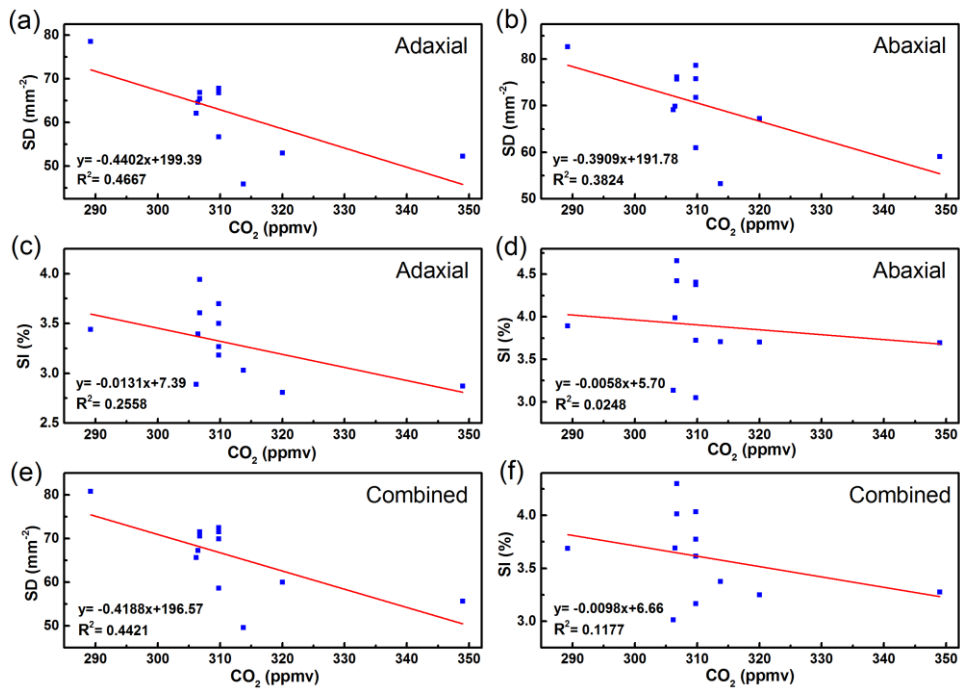 (a)
Adaxial
SD (mm⁻²)
80
70
60
50
y= -0.4402x+199.39
R²= 0.4667
290 300 310 320 330 340 350
CO₂ (ppmv)
(b)
Abaxial
SD (mm⁻²)
80
70
60
50
y= -0.3909x+191.78
R²= 0.3824
290 300 310 320 330 340 350
CO₂ (ppmv)
(c)
Adaxial
SI (%)
4.0
3.5
3.0
2.5
y= -0.0131x+7.39
R²= 0.2558
290 300 310 320 330 340 350
CO₂ (ppmv)
(d)
Abaxial
SI (%)
4.5
4.0
3.5
3.0
y= -0.0058x+5.70
R²= 0.0248
290 300 310 320 330 340 350
CO₂ (ppmv)
(e)
Combined
SD (mm⁻²)
80
70
60
50
y= -0.4188x+196.57
R²= 0.4421
290 300 310 320 330 340 350
CO₂ (ppmv)
(f)
Combined
SI (%)
4.0
3.5
3.0
y= -0.0098x+6.66
R²= 0.1177
290 300 310 320 330 340 350
CO₂ (ppmv)